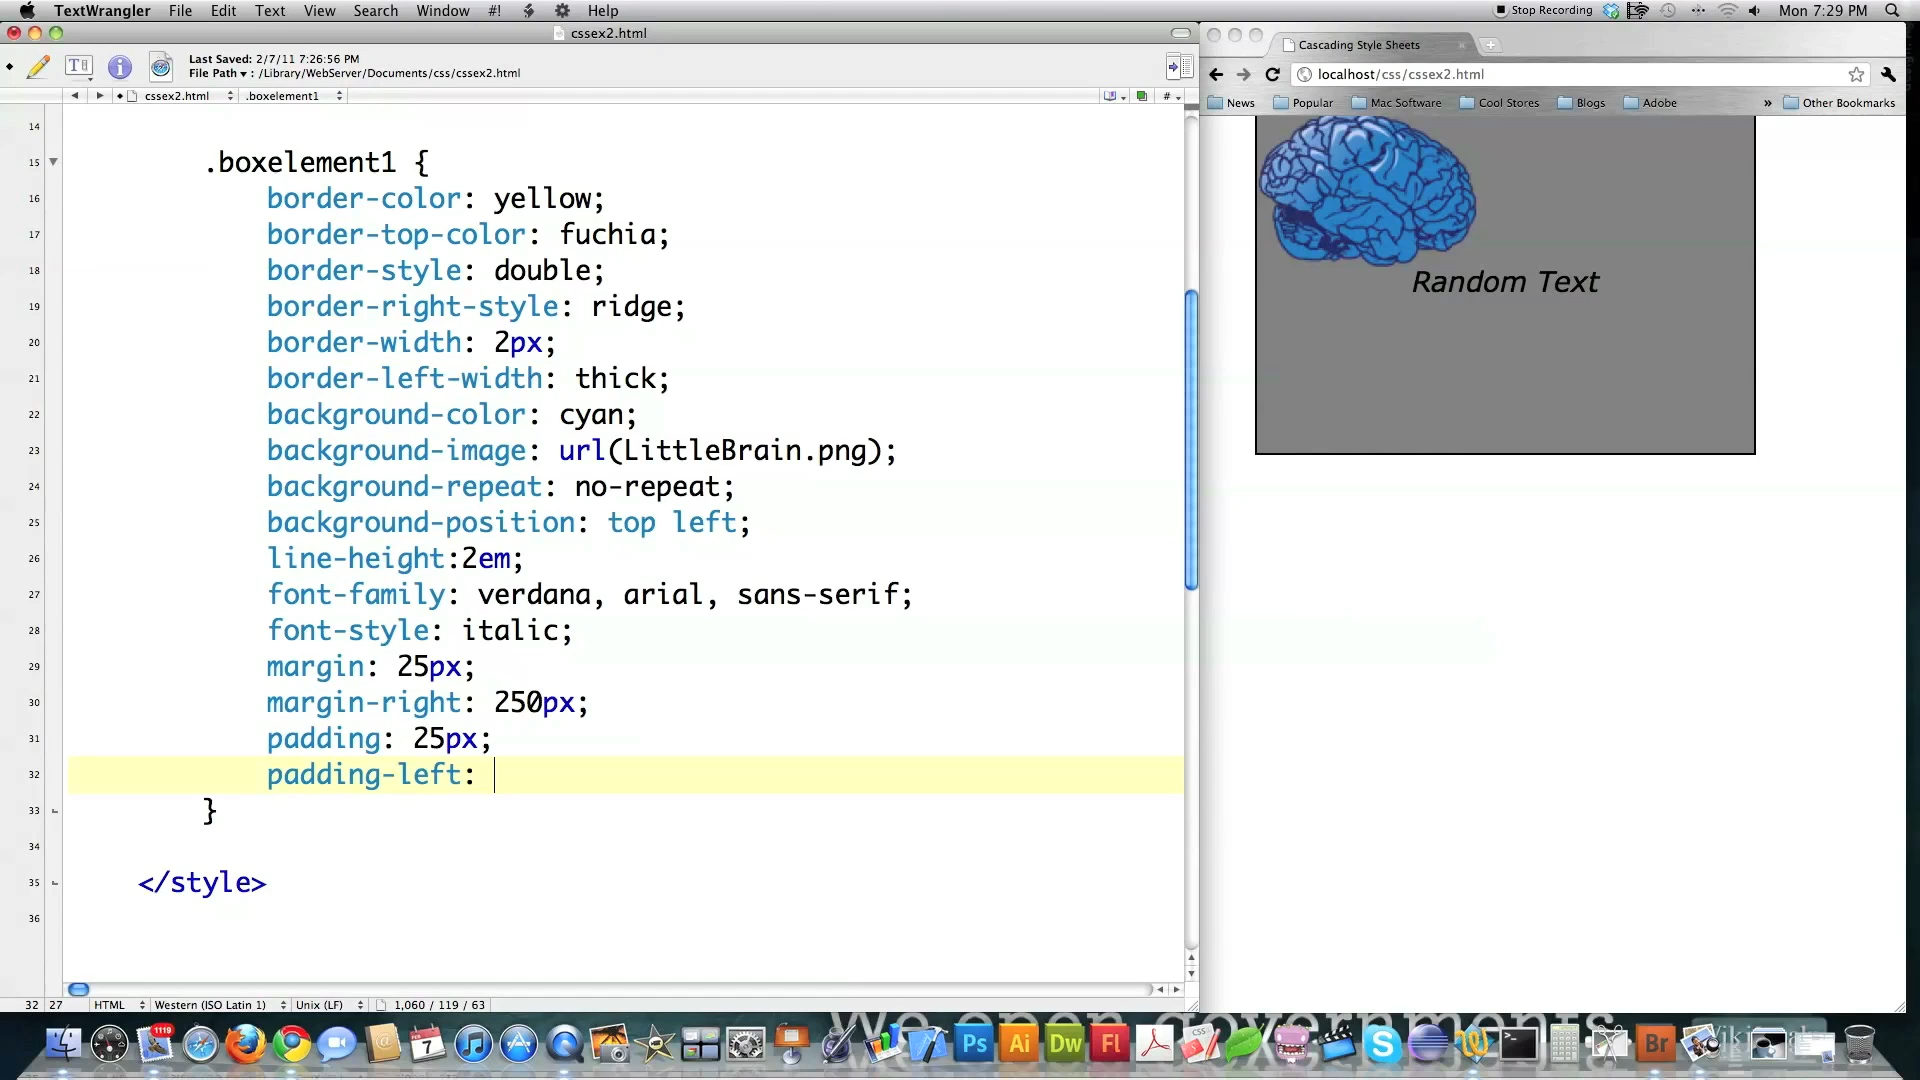 TextWrangler File Edit Text View Search Window #! Help Stop Recording Mon 7:29 PM
cssex2.html
Last Saved: 2/7/11 7:26:56 PM
File Path ▾ : /Library/WebServer/Documents/css/cssex2.html
cssex2.html .boxelement1
14
15 .boxelement1 {
16 border-color: yellow;
17 border-top-color: fuchia;
18 border-style: double;
19 border-right-style: ridge;
20 border-width: 2px;
21 border-left-width: thick;
22 background-color: cyan;
23 background-image: url(LittleBrain.png);
24 background-repeat: no-repeat;
25 background-position: top left;
26 line-height:2em;
27 font-family: verdana, arial, sans-serif;
28 font-style: italic;
29 margin: 25px;
30 margin-right: 250px;
31 padding: 25px;
32 padding-left:
33 }
34
35 </style>
36
32 27 HTML Western (ISO Latin 1) Unix (LF) 1,060 / 119 / 63
Cascading Style Sheets
localhost/css/cssex2.html
News Popular Mac Software Cool Stores Blogs Adobe » Other Bookmarks
Random Text
We open governments.
1119 FEB 7 Ps Ai Dw Fl CSS Br